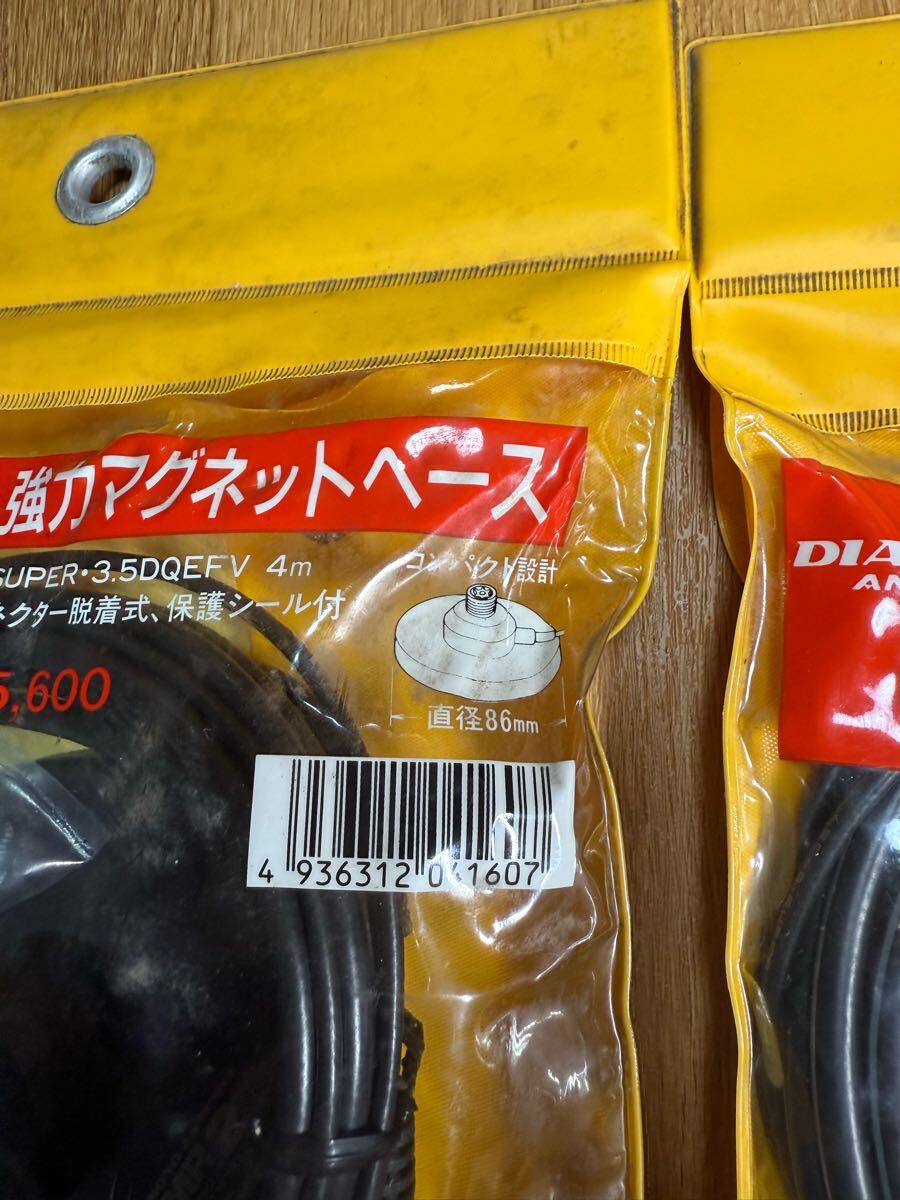 強力マグネットベース
SUPER・3.5DQEFV 4m
ネクター脱着式、保護シール付
5,600
コンパクト設計
直径86mm
4 936312 041607
DIA
AN